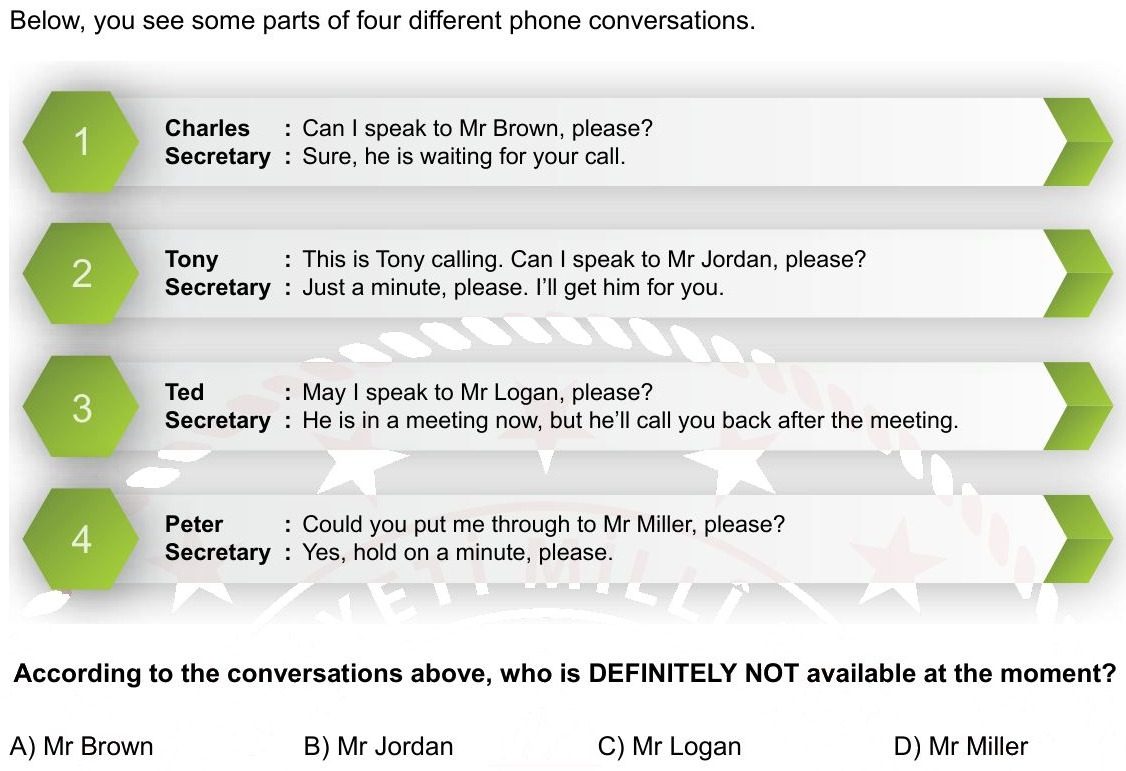 Below, you see some parts of four different phone conversations.
1
Charles : Can I speak to Mr Brown, please?
Secretary : Sure, he is waiting for your call.
2
Tony : This is Tony calling. Can I speak to Mr Jordan, please?
Secretary : Just a minute, please. I’ll get him for you.
3
Ted : May I speak to Mr Logan, please?
Secretary : He is in a meeting now, but he’ll call you back after the meeting.
4
Peter : Could you put me through to Mr Miller, please?
Secretary : Yes, hold on a minute, please.
According to the conversations above, who is DEFINITELY NOT available at the moment?
A) Mr Brown B) Mr Jordan C) Mr Logan D) Mr Miller